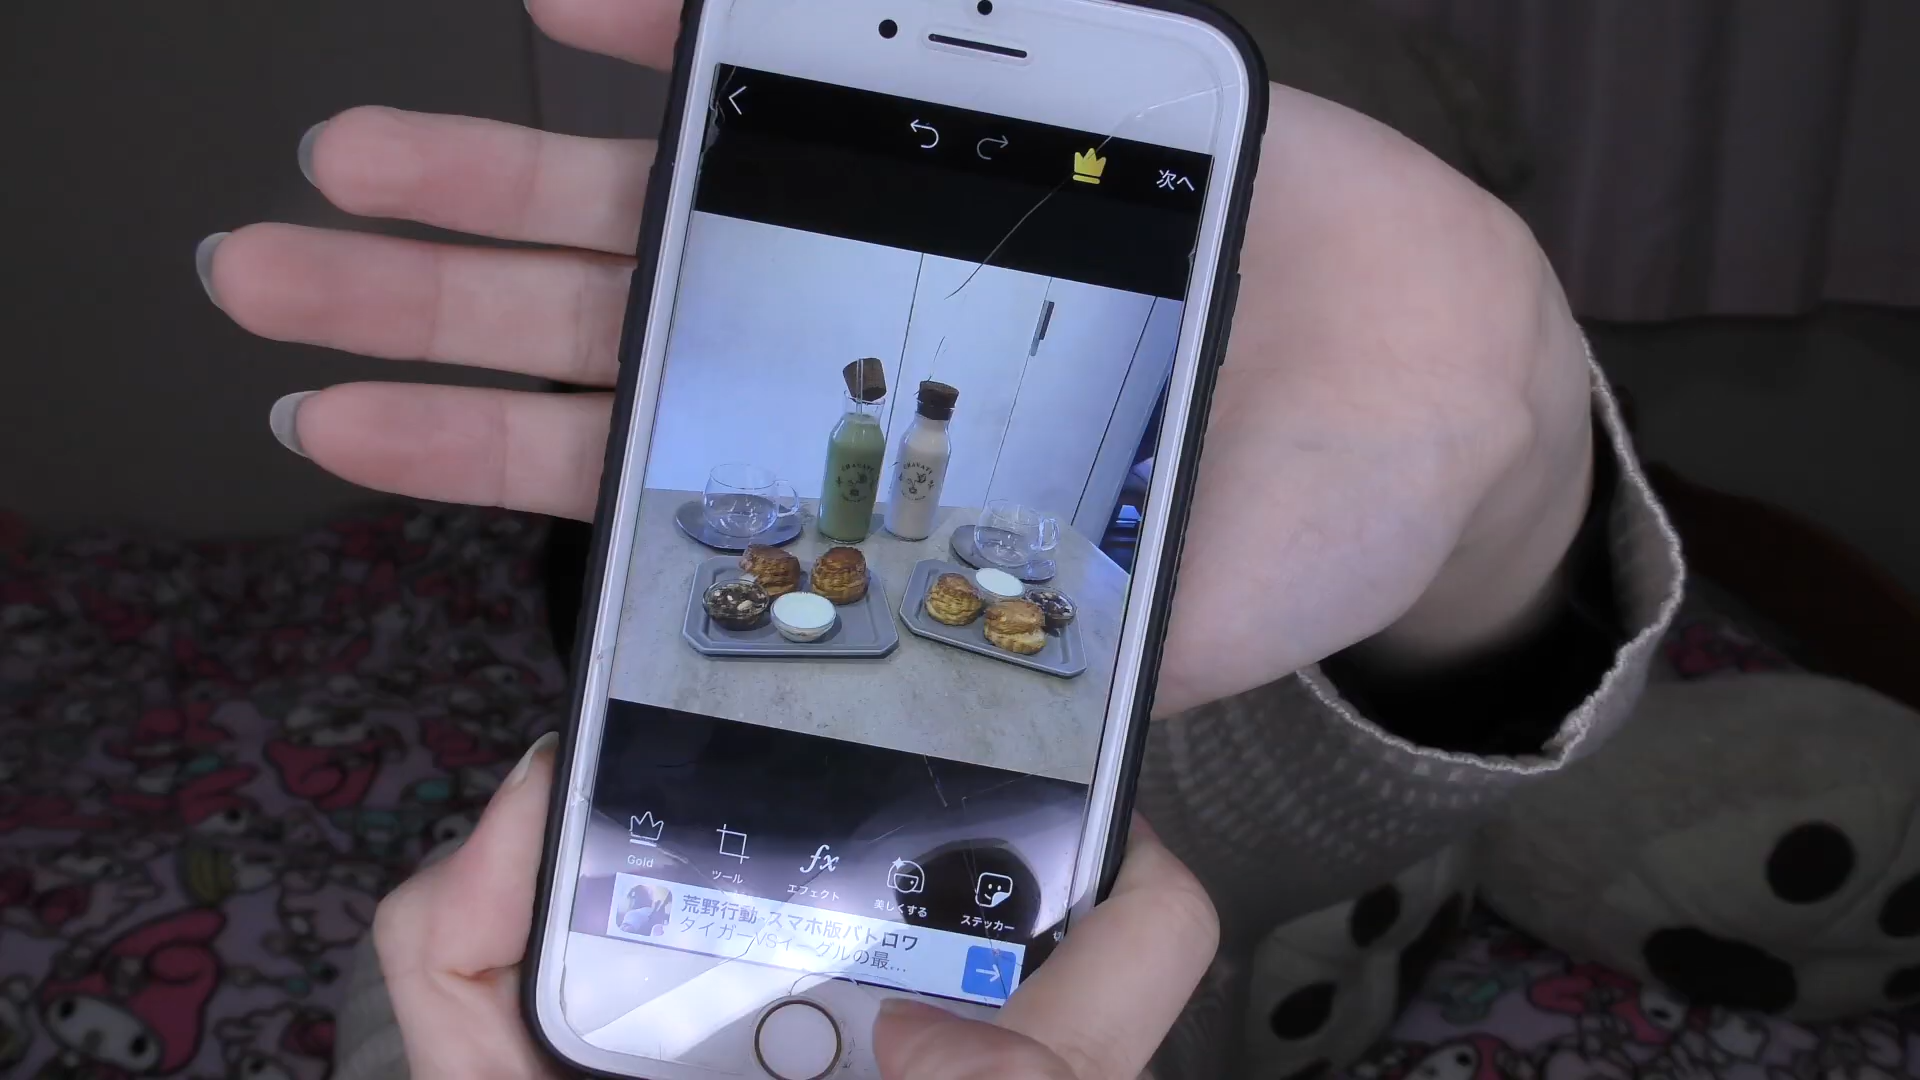 次へ
CHAVATY
CHAVATY
Gold
ツール
エフェクト
美しくする
ステッカー
荒野行動-スマホ版バトロワ
タイガーVSイーグルの最...